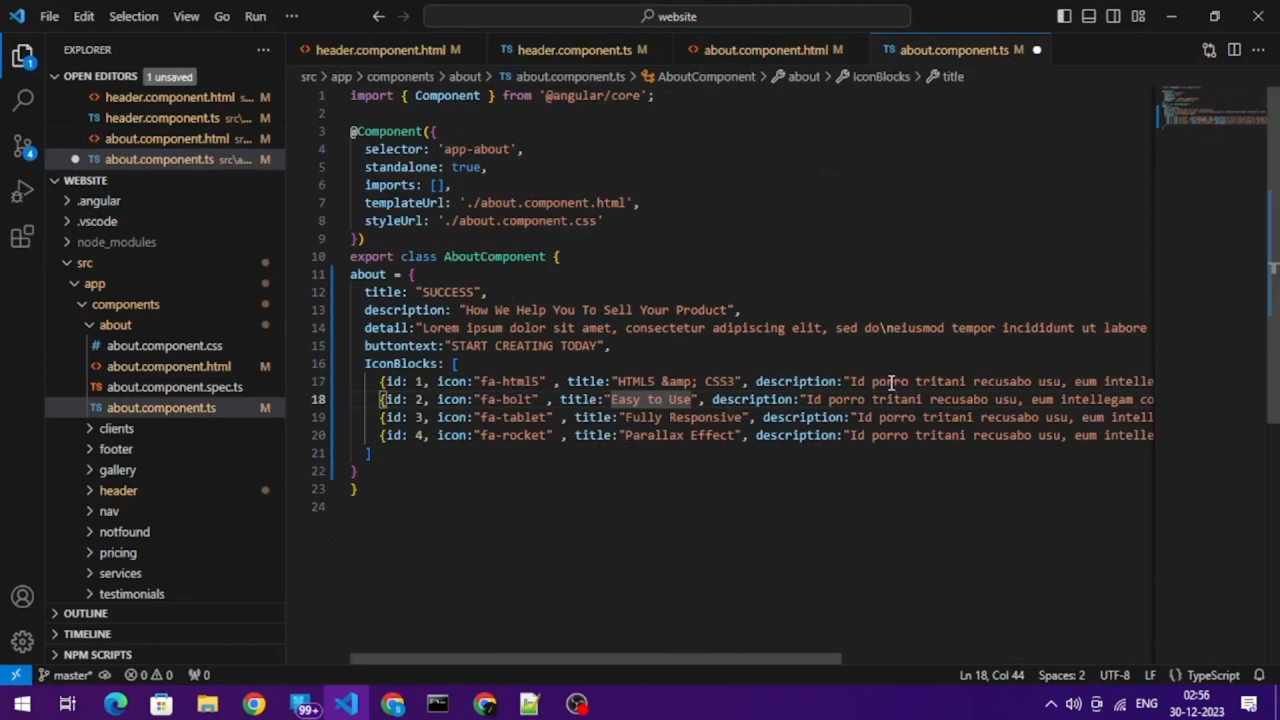 File Edit Selection View Go Run ··· website
EXPLORER ···
OPEN EDITORS 1 unsaved
header.component.html s... M
header.component.ts src\... M
about.component.html s... M
about.component.ts src\a... M
WEBSITE
.angular
.vscode
node_modules
src
app
components
about
about.component.css
about.component.html M
about.component.spec.ts
about.component.ts M
clients
footer
gallery
header
nav
notfound
pricing
services
testimonials
OUTLINE
TIMELINE
NPM SCRIPTS
1
4
header.component.html M header.component.ts M about.component.html M about.component.ts M
src > app > components > about > about.component.ts > AboutComponent > about > IconBlocks > title
1 import { Component } from '@angular/core';
2
3 @Component({
4 selector: 'app-about',
5 standalone: true,
6 imports: [],
7 templateUrl: './about.component.html',
8 styleUrl: './about.component.css'
9 })
10 export class AboutComponent {
11 about = {
12 title: "SUCCESS",
13 description: "How We Help You To Sell Your Product",
14 detail:"Lorem ipsum dolor sit amet, consectetur adipiscing elit, sed do\neiusmod tempor incididunt ut labore
15 buttontext:"START CREATING TODAY",
16 IconBlocks: [
17 {id: 1, icon:"fa-html5" , title:"HTML5 &amp; CSS3", description:"Id porro tritani recusabo usu, eum intelle
18 {id: 2, icon:"fa-bolt" , title:"Easy to Use", description:"Id porro tritani recusabo usu, eum intellegam co
19 {id: 3, icon:"fa-tablet" , title:"Fully Responsive", description:"Id porro tritani recusabo usu, eum intelle
20 {id: 4, icon:"fa-rocket" , title:"Parallax Effect", description:"Id porro tritani recusabo usu, eum intelle
21 ]
22 }
23 }
24
master* 0 0 0 Ln 18, Col 44 Spaces: 2 UTF-8 LF { } TypeScript
99+ ENG 02:56
30-12-2023